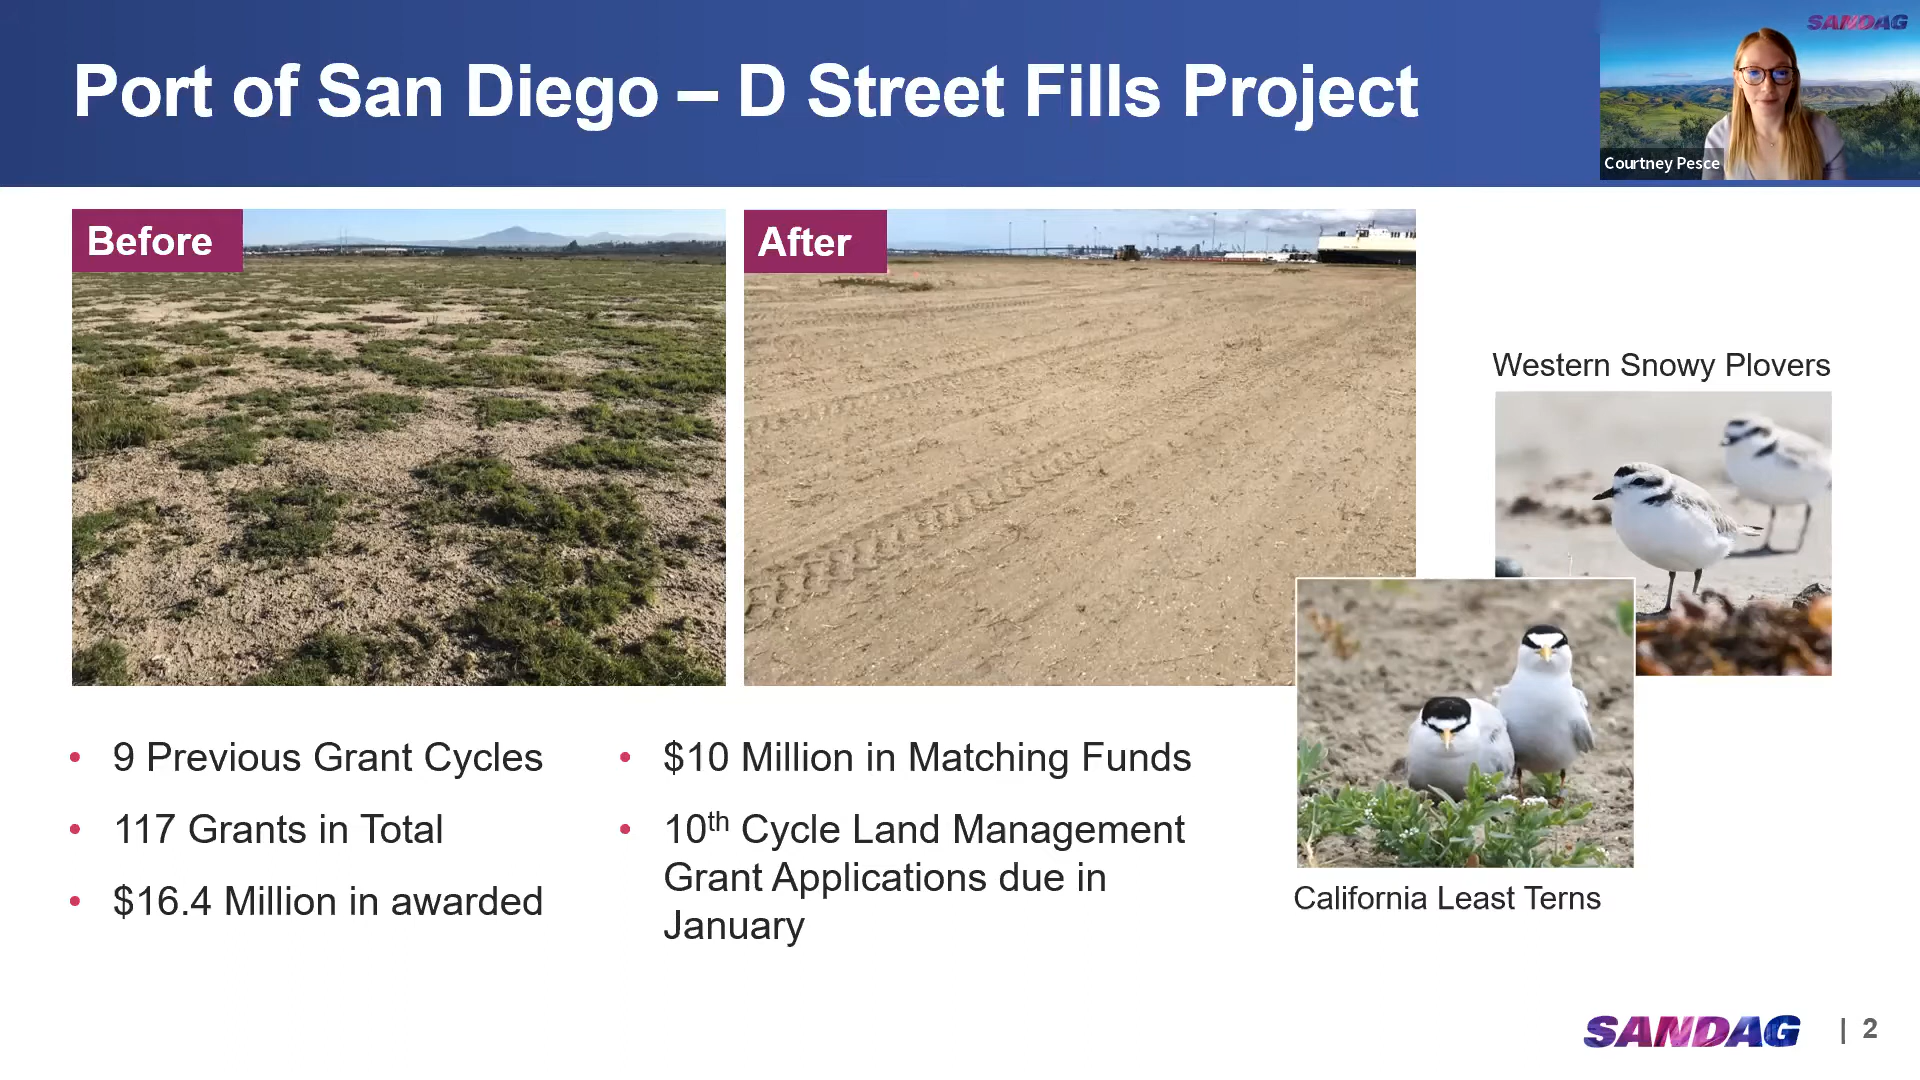 Port of San Diego – D Street Fills Project
SANDAG
Courtney Pesce
Before
After
Western Snowy Plovers
California Least Terns
• 9 Previous Grant Cycles
• 117 Grants in Total
• $16.4 Million in awarded
• $10 Million in Matching Funds
• 10th Cycle Land Management
Grant Applications due in
January
SANDAG | 2